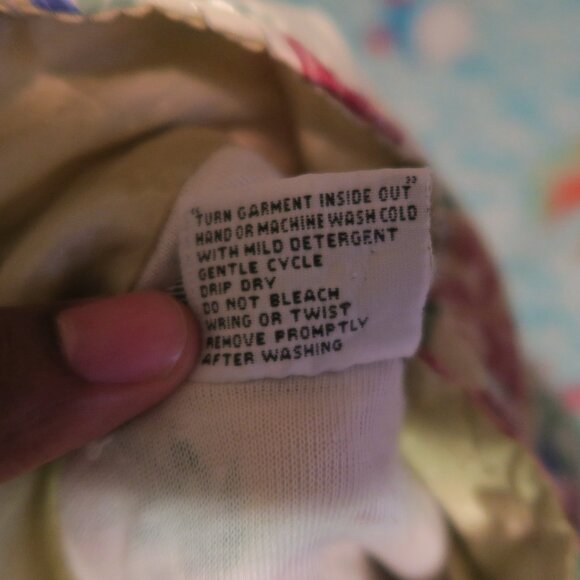 "TURN GARMENT INSIDE OUT"
HAND OR MACHINE WASH COLD
WITH MILD DETERGENT
GENTLE CYCLE
DRIP DRY
DO NOT BLEACH
WRING OR TWIST
REMOVE PROMPTLY
AFTER WASHING